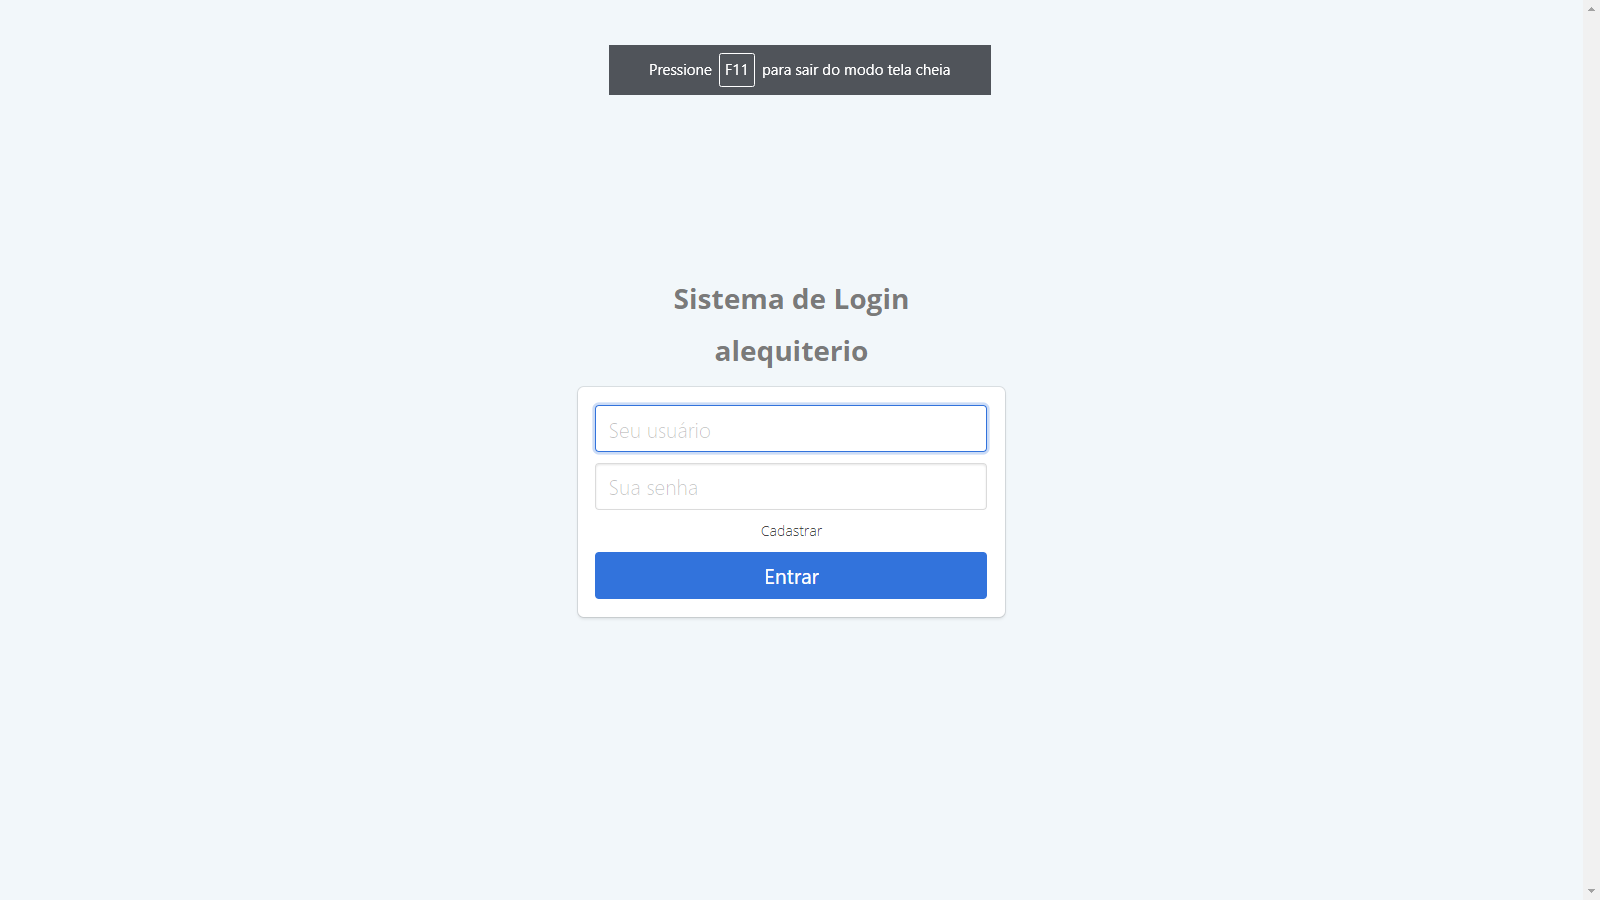 Pressione F11 para sair do modo tela cheia
Sistema de Login
alequiterio
Seu usuário
Sua senha
Cadastrar
Entrar